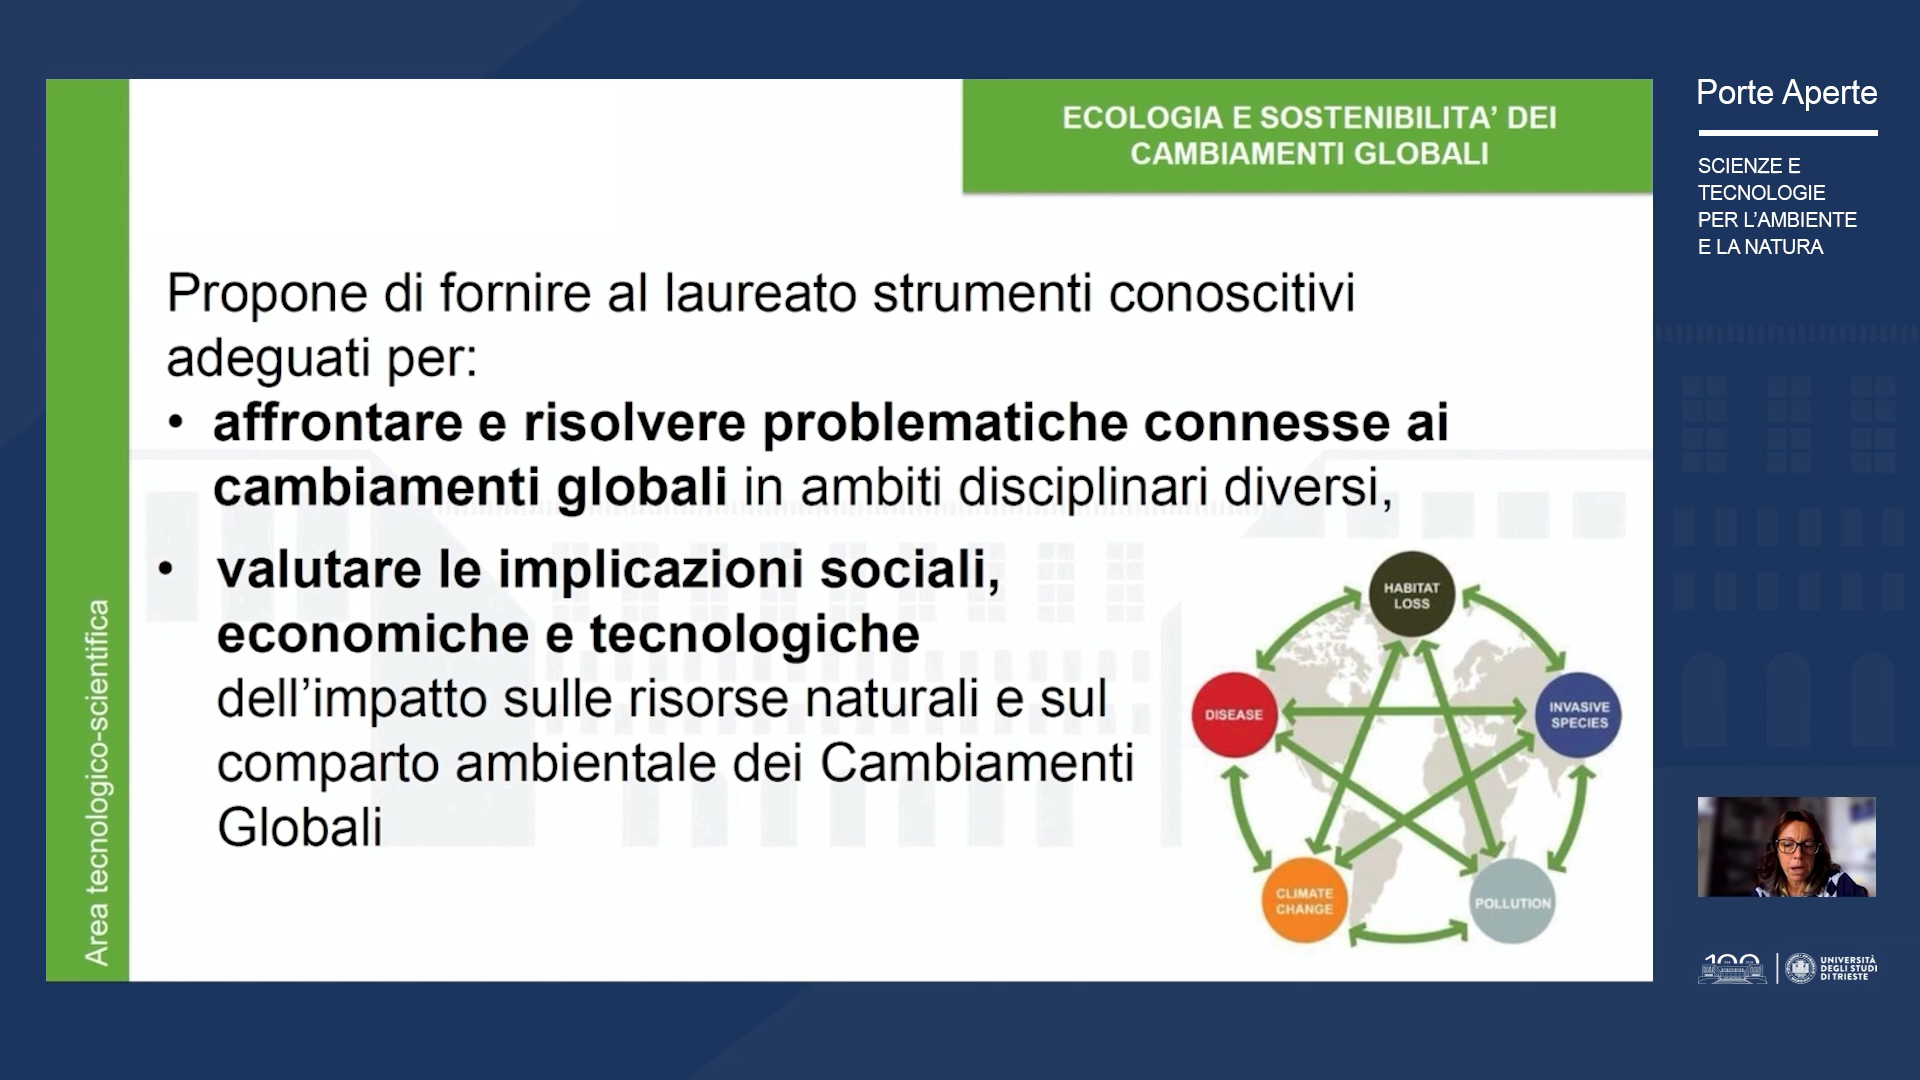 ECOLOGIA E SOSTENIBILITA’ DEI
CAMBIAMENTI GLOBALI
Propone di fornire al laureato strumenti conoscitivi
adeguati per:
• affrontare e risolvere problematiche connesse ai
cambiamenti globali in ambiti disciplinari diversi,
• valutare le implicazioni sociali,
economiche e tecnologiche
dell’impatto sulle risorse naturali e sul
comparto ambientale dei Cambiamenti
Globali
HABITAT
LOSS
DISEASE
INVASIVE
SPECIES
CLIMATE
CHANGE
POLLUTION
Area tecnologico-scientifica
Porte Aperte
SCIENZE E
TECNOLOGIE
PER L’AMBIENTE
E LA NATURA
100
UNIVERSITÀ
DEGLI STUDI
DI TRIESTE